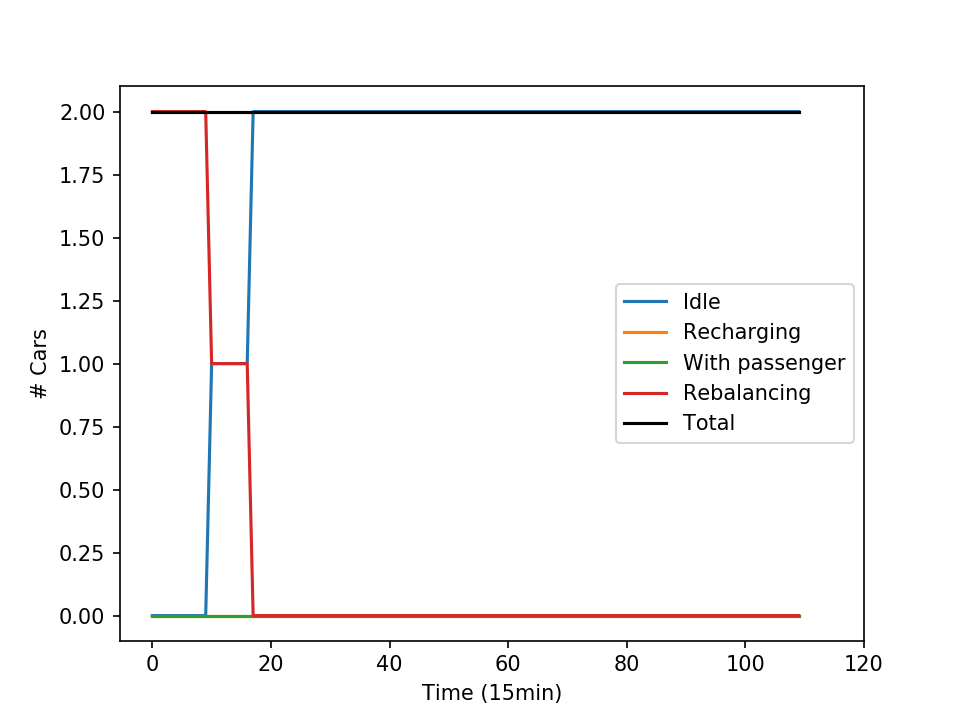 2.00
1.75
1.50
1.25
1.00
0.75
0.50
0.25
0.00
# Cars
Idle
Recharging
With passenger
Rebalancing
Total
0 20 40 60 80 100 120
Time (15min)